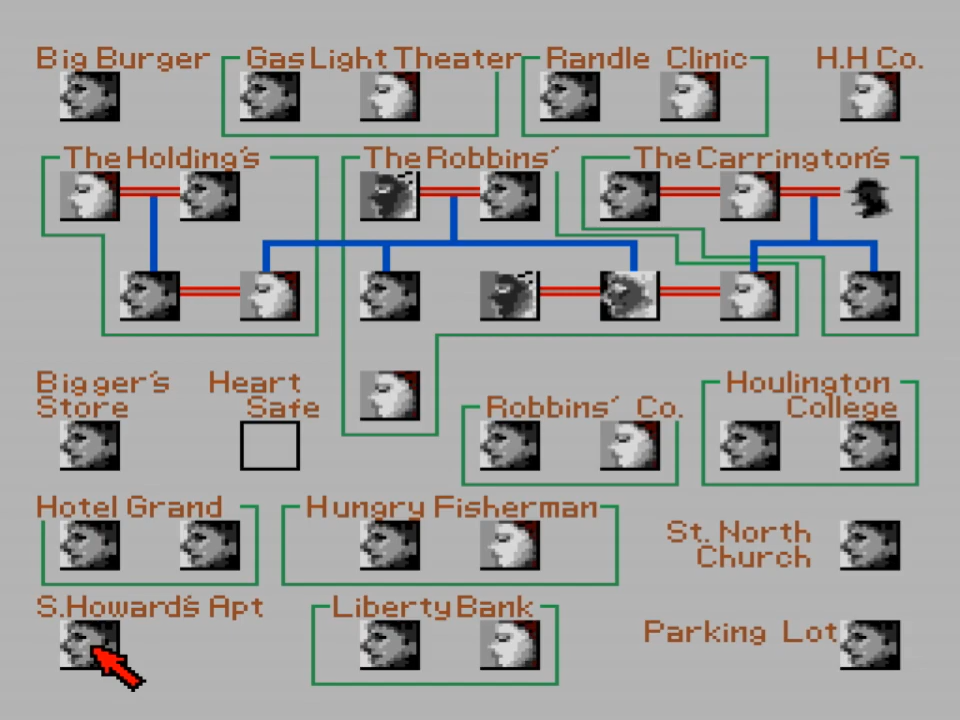 Big Burger
Gas Light Theater
Randle Clinic
H.H Co.
The Holding's
The Robbins'
The Carrington's
Bigger's
Store
Heart
Safe
Robbins' Co.
Houlington
College
Hotel Grand
Hungry Fisherman
St. North
Church
S.Howard's Apt
Liberty Bank
Parking Lot